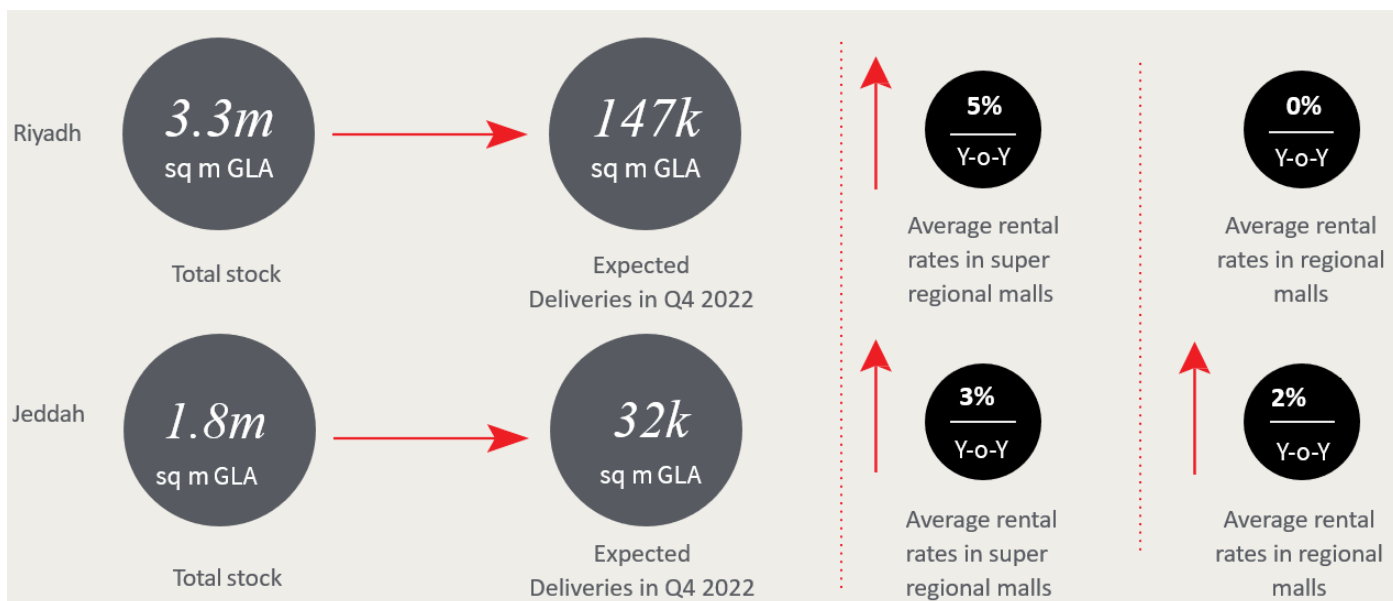 Riyadh
3.3m
sq m GLA
Total stock
147k
sq m GLA
Expected
Deliveries in Q4 2022
5%
Y-o-Y
Average rental
rates in super
regional malls
0%
Y-o-Y
Average rental
rates in regional
malls
Jeddah
1.8m
sq m GLA
Total stock
32k
sq m GLA
Expected
Deliveries in Q4 2022
3%
Y-o-Y
Average rental
rates in super
regional malls
2%
Y-o-Y
Average rental
rates in regional
malls